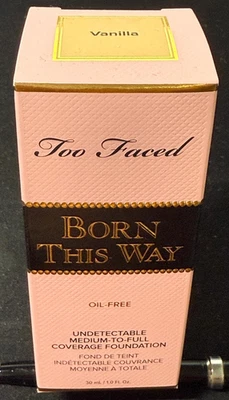 Vanilla
Too Faced
BORN
THIS WAY
OIL-FREE
UNDETECTABLE
MEDIUM-TO-FULL
COVERAGE FOUNDATION
FOND DE TEINT
INDÉTECTABLE COUVRANCE
MOYENNE À TOTALE
30 ml / 1.0 Fl. Oz.